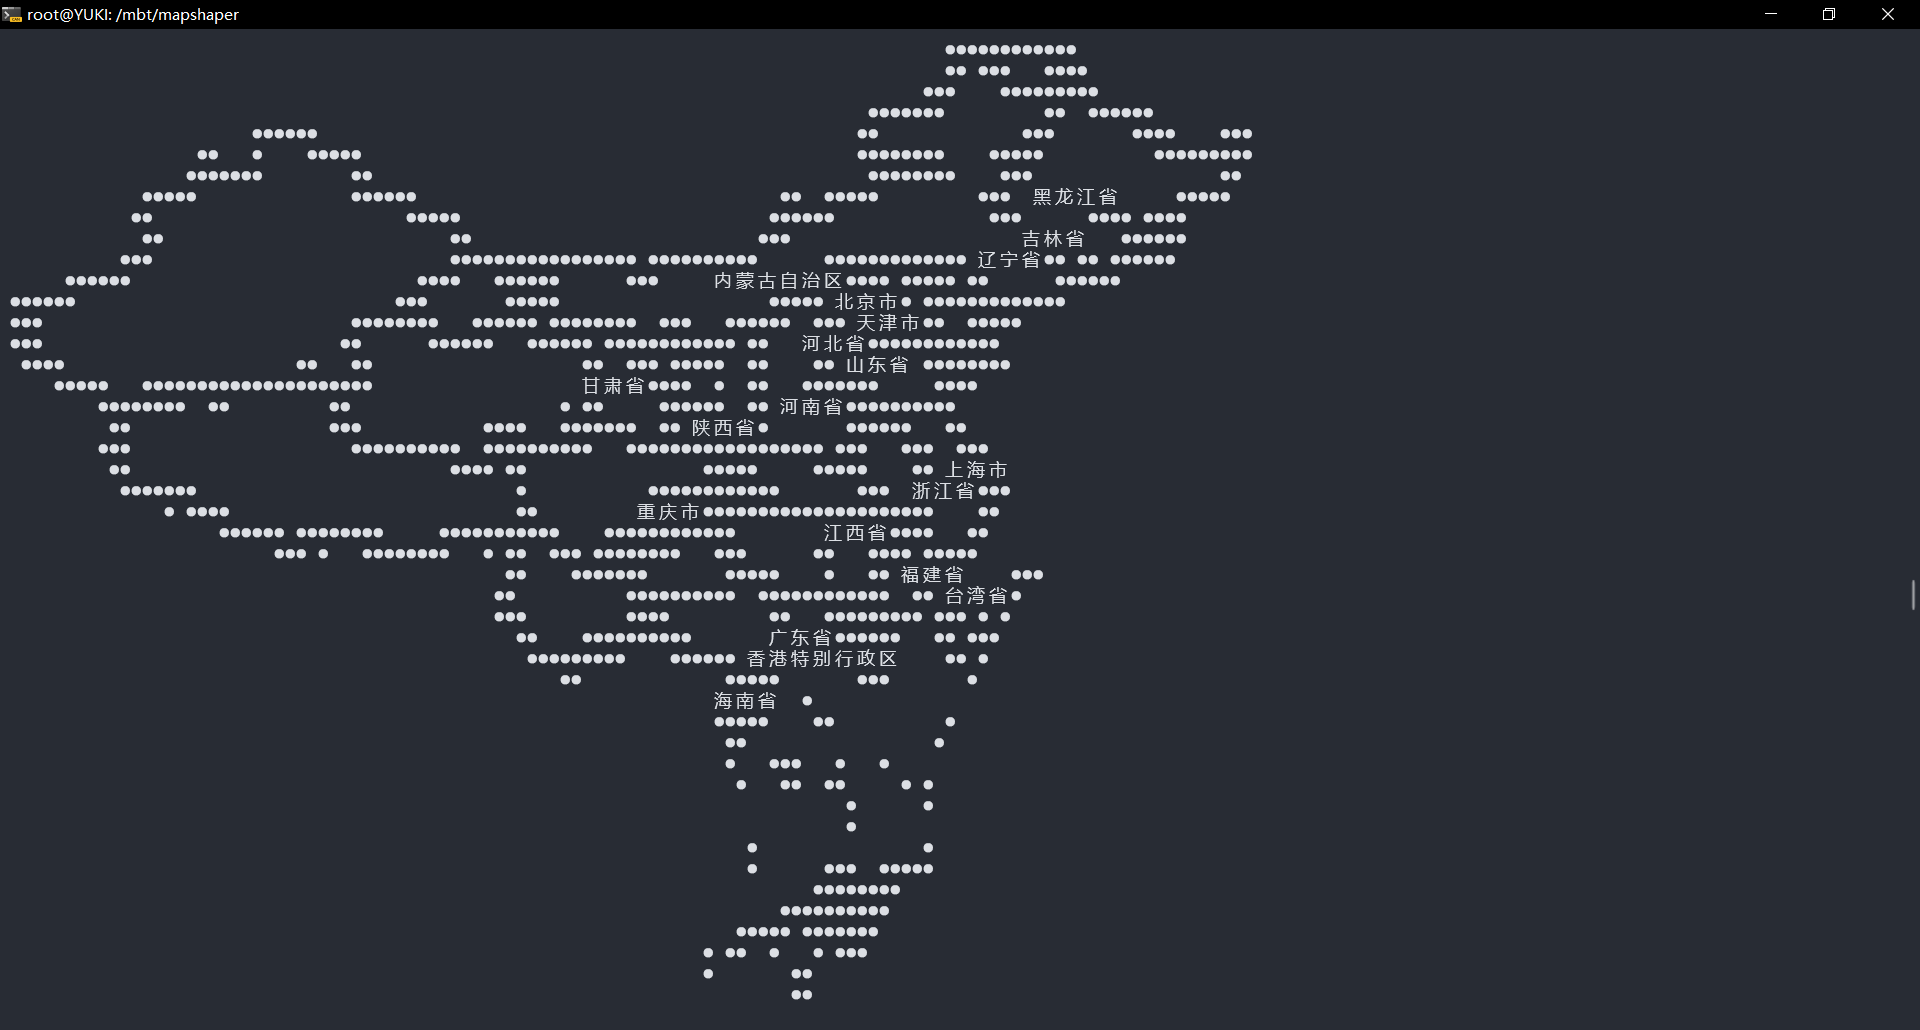 root@YUKI: /mbt/mapshaper
黑龙江省
吉林省
辽宁省
内蒙古自治区
北京市
天津市
河北省
山东省
甘肃省
河南省
陕西省
上海市
浙江省
重庆市
江西省
福建省
台湾省
广东省
香港特别行政区
海南省